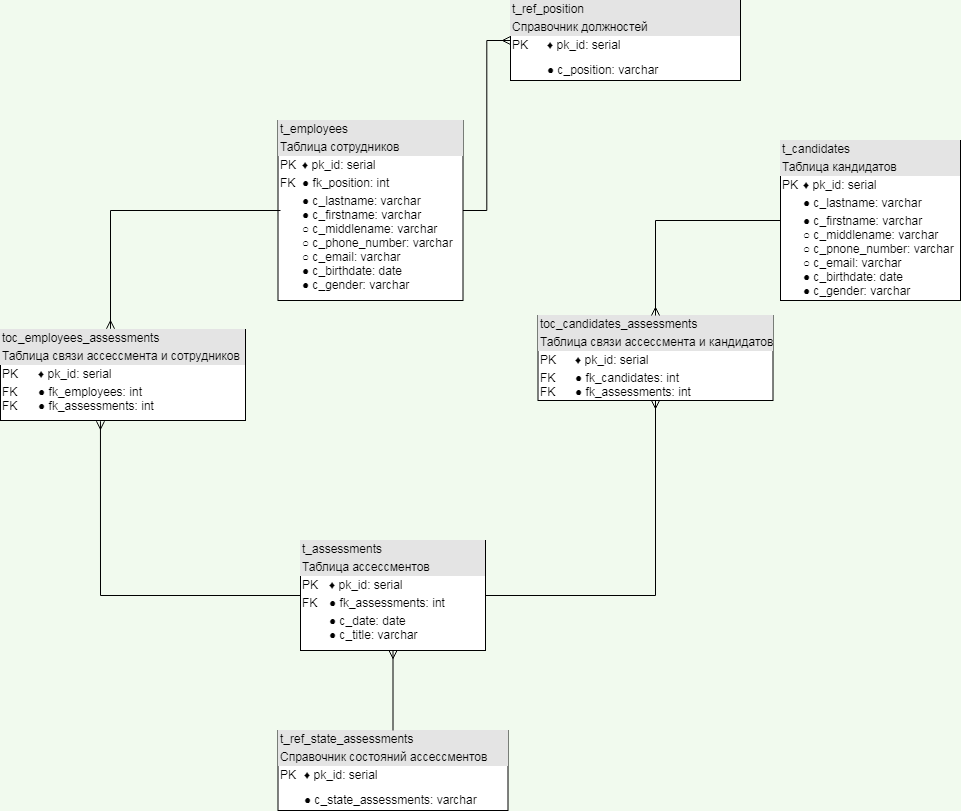 t_ref_position
Справочник должностей
PK ♦ pk_id: serial
● c_position: varchar
t_employees
Таблица сотрудников
PK ♦ pk_id: serial
FK ● fk_position: int
● c_lastname: varchar
● c_firstname: varchar
○ c_middlename: varchar
○ c_phone_number: varchar
○ c_email: varchar
● c_birthdate: date
● c_gender: varchar
t_candidates
Таблица кандидатов
PK ♦ pk_id: serial
● c_lastname: varchar
● c_firstname: varchar
○ c_middlename: varchar
○ c_pnone_number: varchar
○ c_email: varchar
● c_birthdate: date
● c_gender: varchar
toc_employees_assessments
Таблица связи ассессмента и сотрудников
PK ♦ pk_id: serial
FK ● fk_employees: int
FK ● fk_assessments: int
toc_candidates_assessments
Таблица связи ассессмента и кандидатов
PK ♦ pk_id: serial
FK ● fk_candidates: int
FK ● fk_assessments: int
t_assessments
Таблица ассессментов
PK ♦ pk_id: serial
FK ● fk_assessments: int
● c_date: date
● c_title: varchar
t_ref_state_assessments
Справочник состояний ассессментов
PK ♦ pk_id: serial
● c_state_assessments: varchar